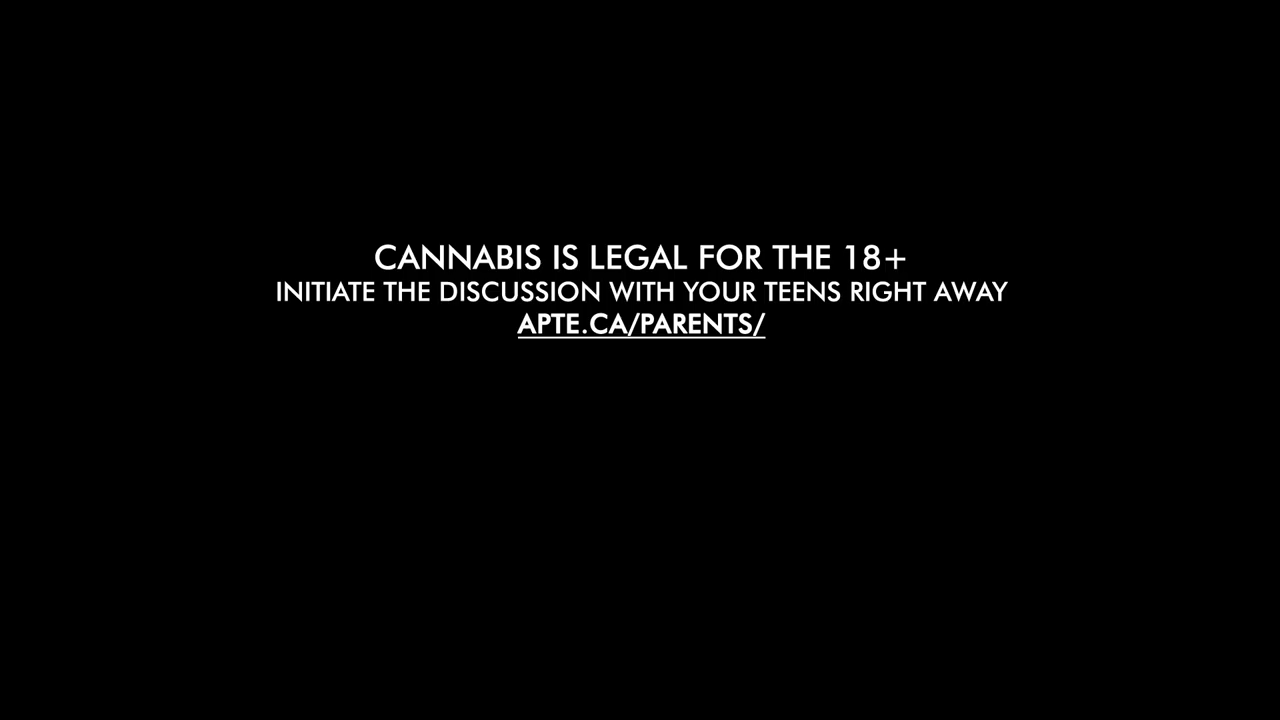 CANNABIS IS LEGAL FOR THE 18+
INITIATE THE DISCUSSION WITH YOUR TEENS RIGHT AWAY
APTE.CA/PARENTS/